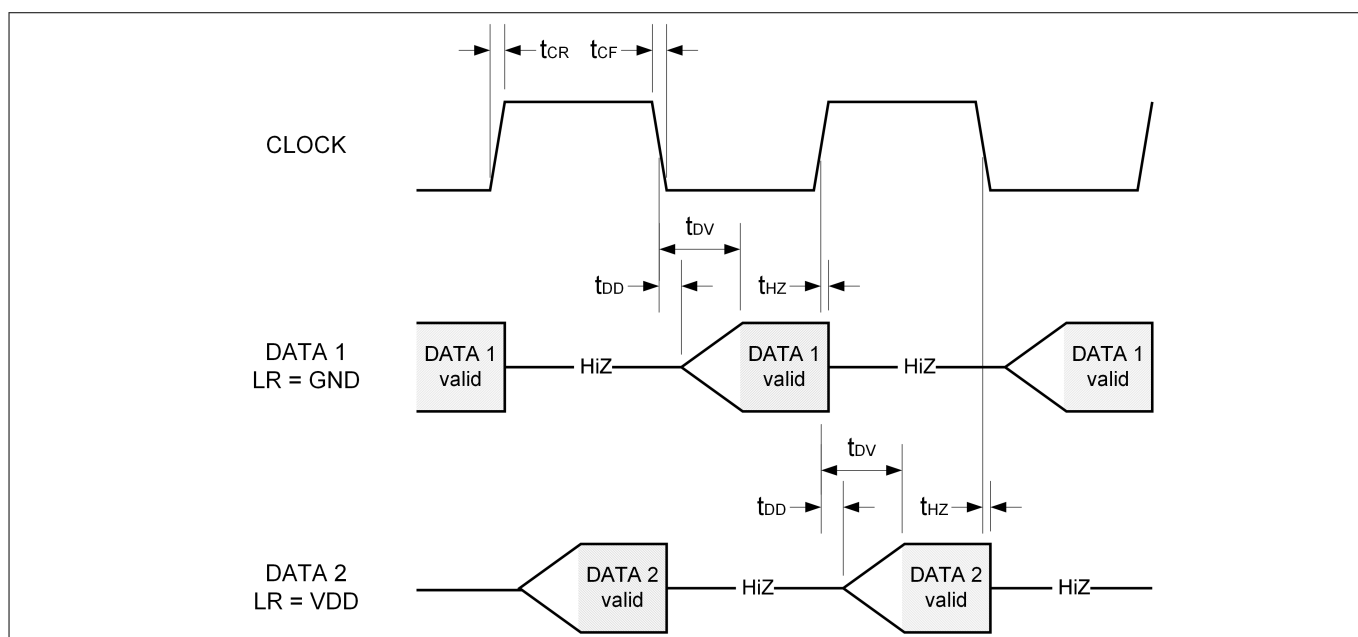 tCR
tCF
CLOCK
tDV
tDD
tHZ
DATA 1
LR = GND
DATA 1
valid
HiZ
DATA 1
valid
HiZ
DATA 1
valid
tDV
tDD
tHZ
DATA 2
LR = VDD
DATA 2
valid
HiZ
DATA 2
valid
HiZ